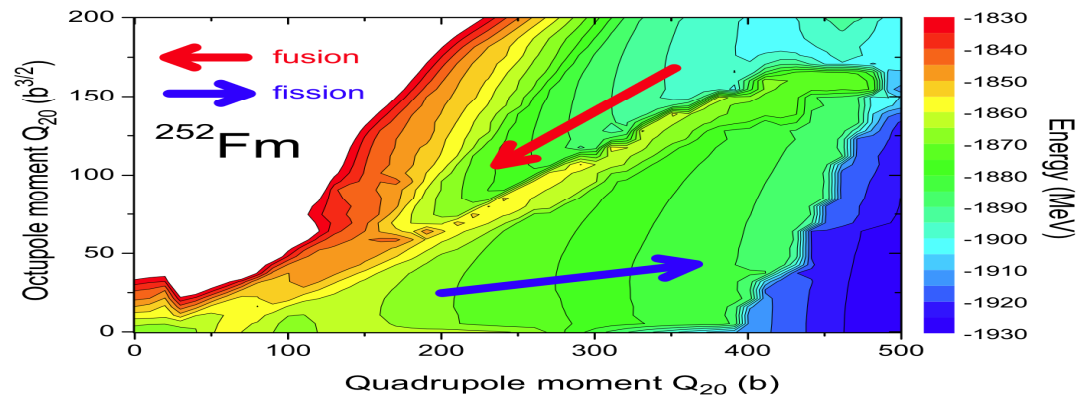 200
150
100
50
0
Octupole moment Q20 (b3/2)
fusion
fission
252Fm
0 100 200 300 400 500
Quadrupole moment Q20 (b)
-1830
-1840
-1850
-1860
-1870
-1880
-1890
-1900
-1910
-1920
-1930
Energy (MeV)